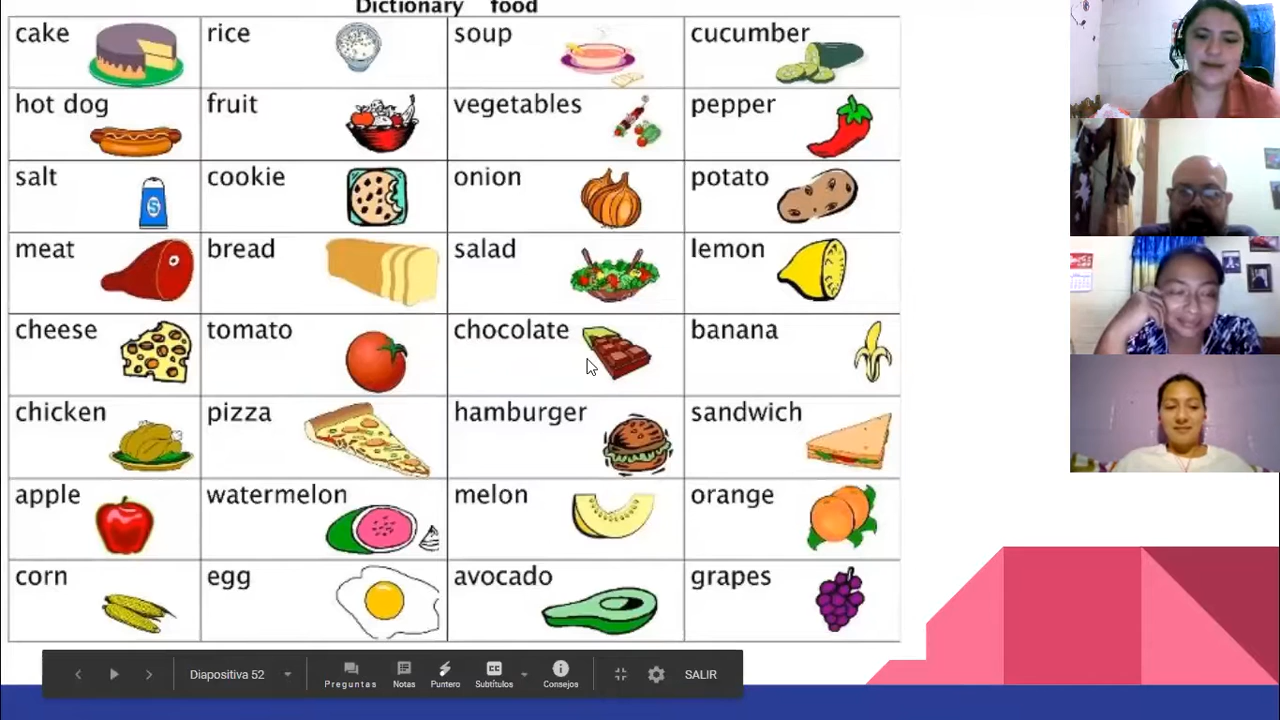 Dictionary food
cake rice soup cucumber
hot dog fruit vegetables pepper
salt cookie onion potato
S
meat bread salad lemon
cheese tomato chocolate banana
chicken pizza hamburger sandwich
apple watermelon melon orange
corn egg avocado grapes
Diapositiva 52
Preguntas Notas Puntero Subtítulos Consejos
SALIR